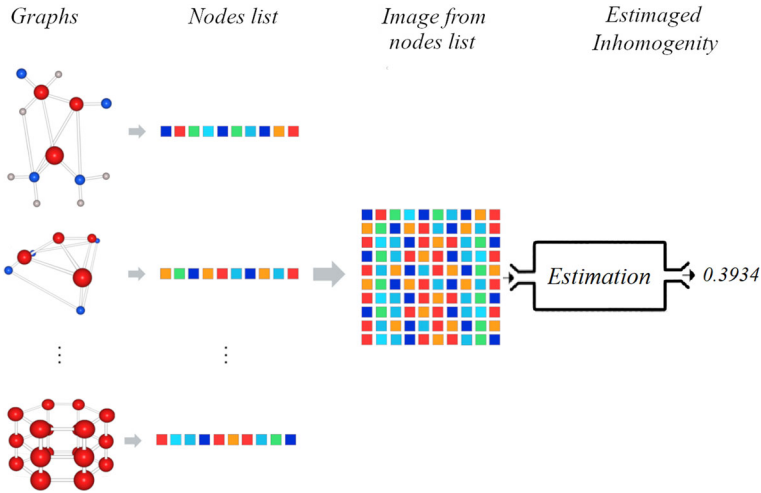 Graphs
Nodes list
Image from
nodes list
Estimaged
Inhomogenity
Estimation
0.3934